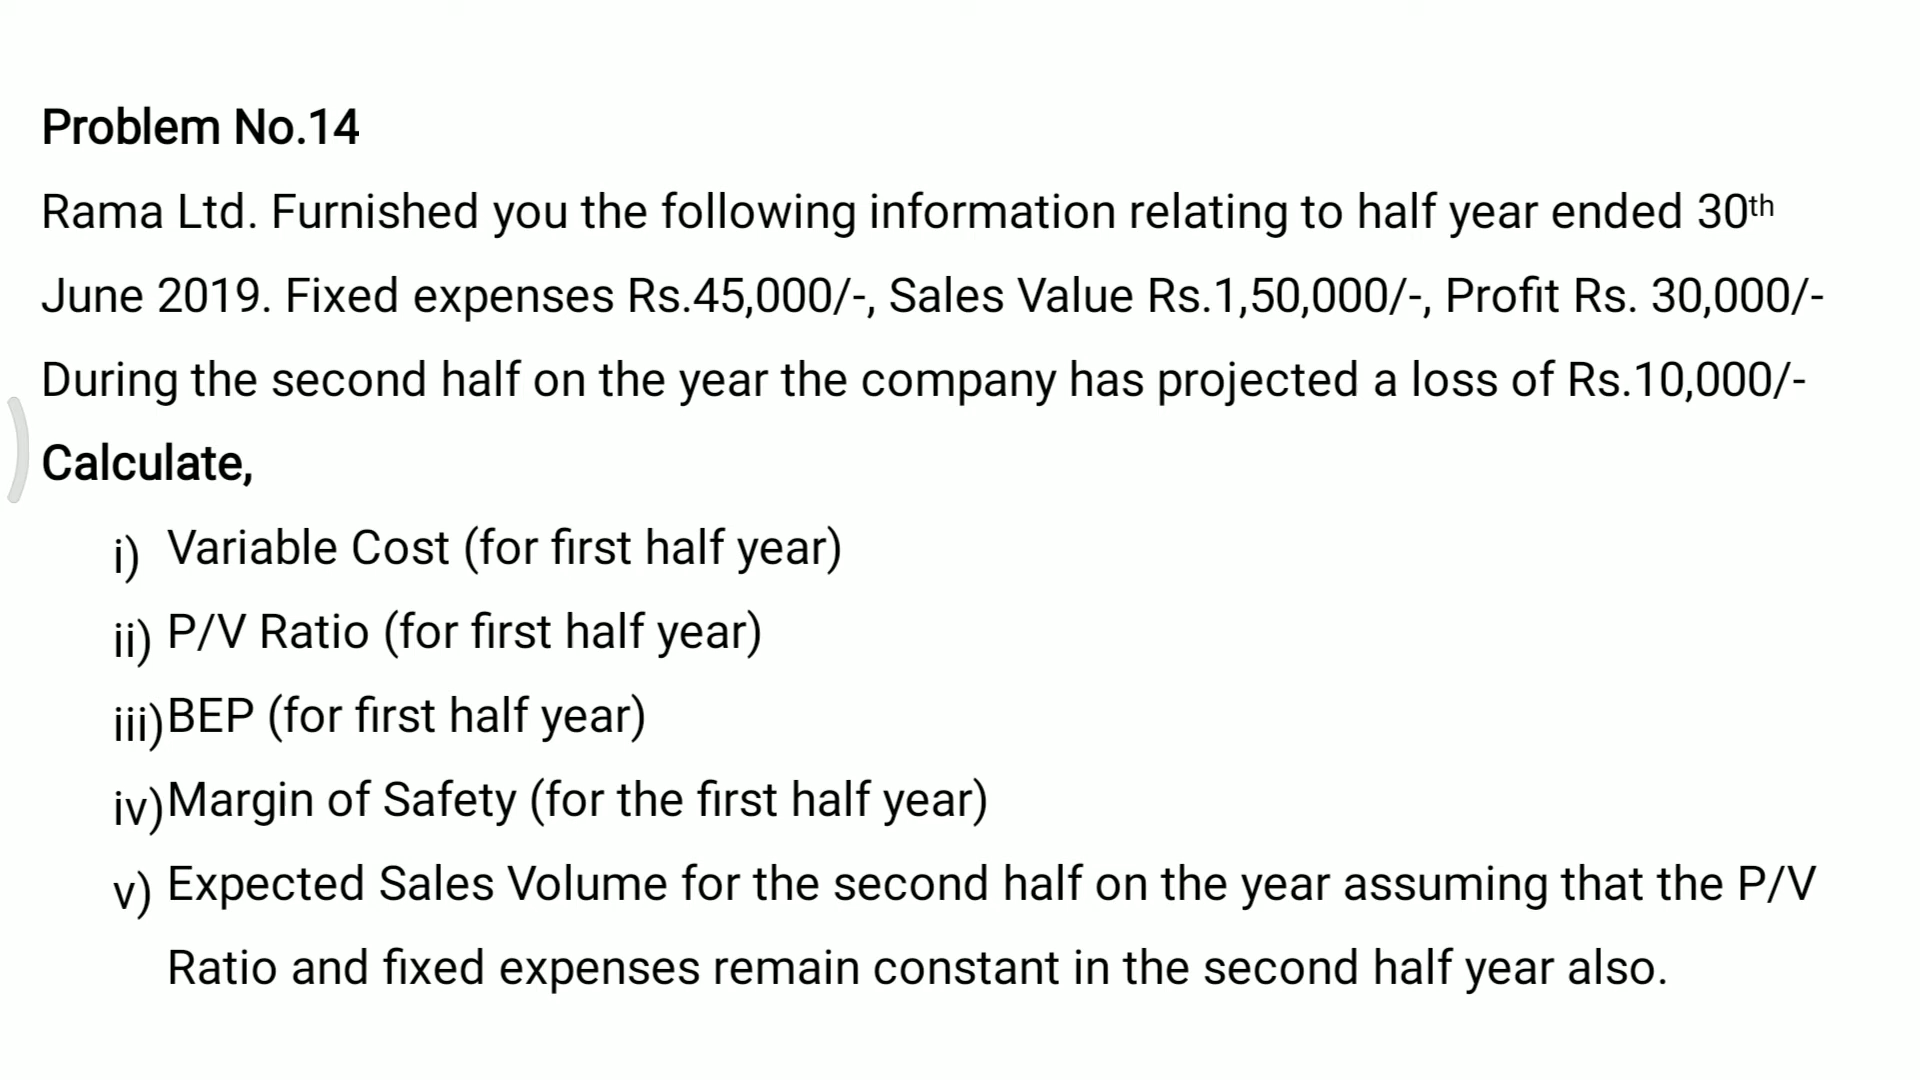 Problem No.14
Rama Ltd. Furnished you the following information relating to half year ended 30th
June 2019. Fixed expenses Rs.45,000/-, Sales Value Rs.1,50,000/-, Profit Rs. 30,000/-
During the second half on the year the company has projected a loss of Rs.10,000/-
Calculate,
i) Variable Cost (for first half year)
ii) P/V Ratio (for first half year)
iii) BEP (for first half year)
iv) Margin of Safety (for the first half year)
v) Expected Sales Volume for the second half on the year assuming that the P/V
Ratio and fixed expenses remain constant in the second half year also.